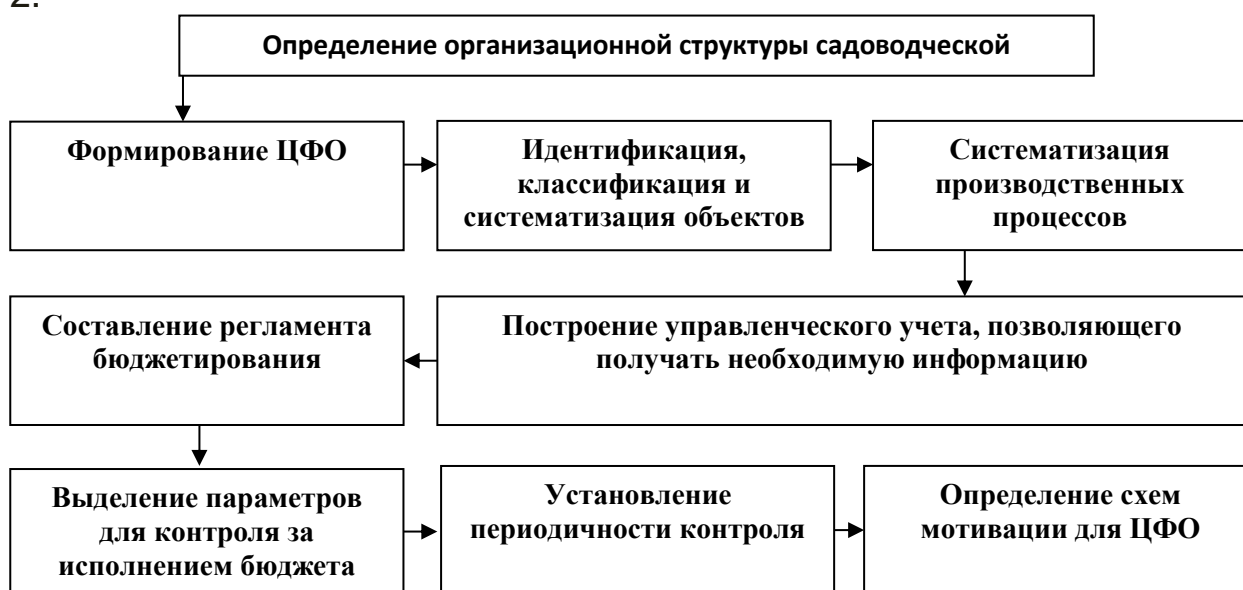 2.
Определение организационной структуры садоводческой
Формирование ЦФО
Идентификация,
классификация и
систематизация объектов
Систематизация
производственных
процессов
Составление регламента
бюджетирования
Построение управленческого учета, позволяющего
получать необходимую информацию
Выделение параметров
для контроля за
исполнением бюджета
Установление
периодичности контроля
Определение схем
мотивации для ЦФО